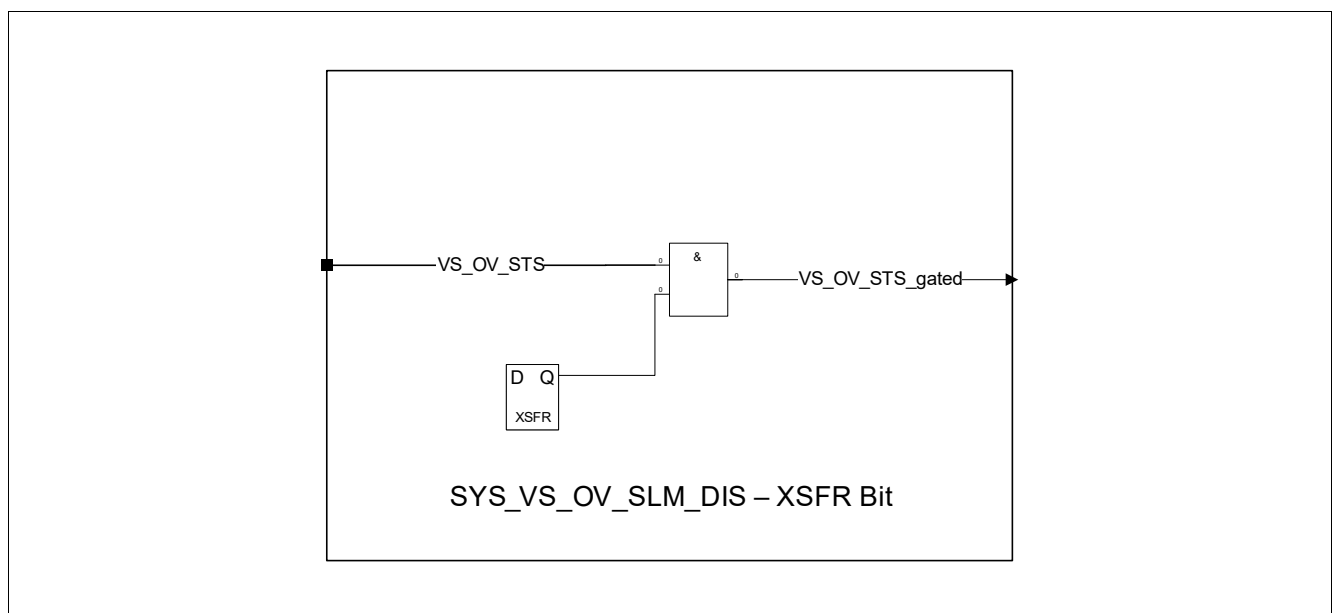 &
0
VS_OV_STS
0
VS_OV_STS_gated
0
D Q
XSFR
SYS_VS_OV_SLM_DIS – XSFR Bit